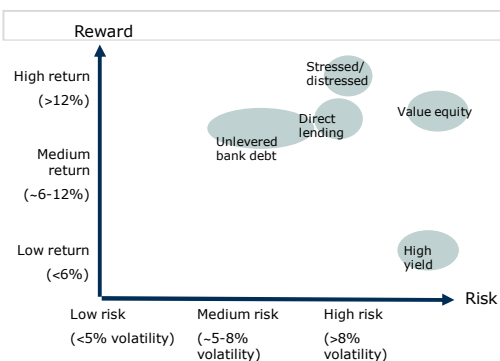 Reward
High return
(>12%)
Stressed/
distressed
Value equity
Direct
lending
Unlevered
bank debt
Medium
return
(~6-12%)
Low return
(<6%)
High
yield
Risk
Low risk
(<5% volatility)
Medium risk
(~5-8%
volatility)
High risk
(>8%
volatility)